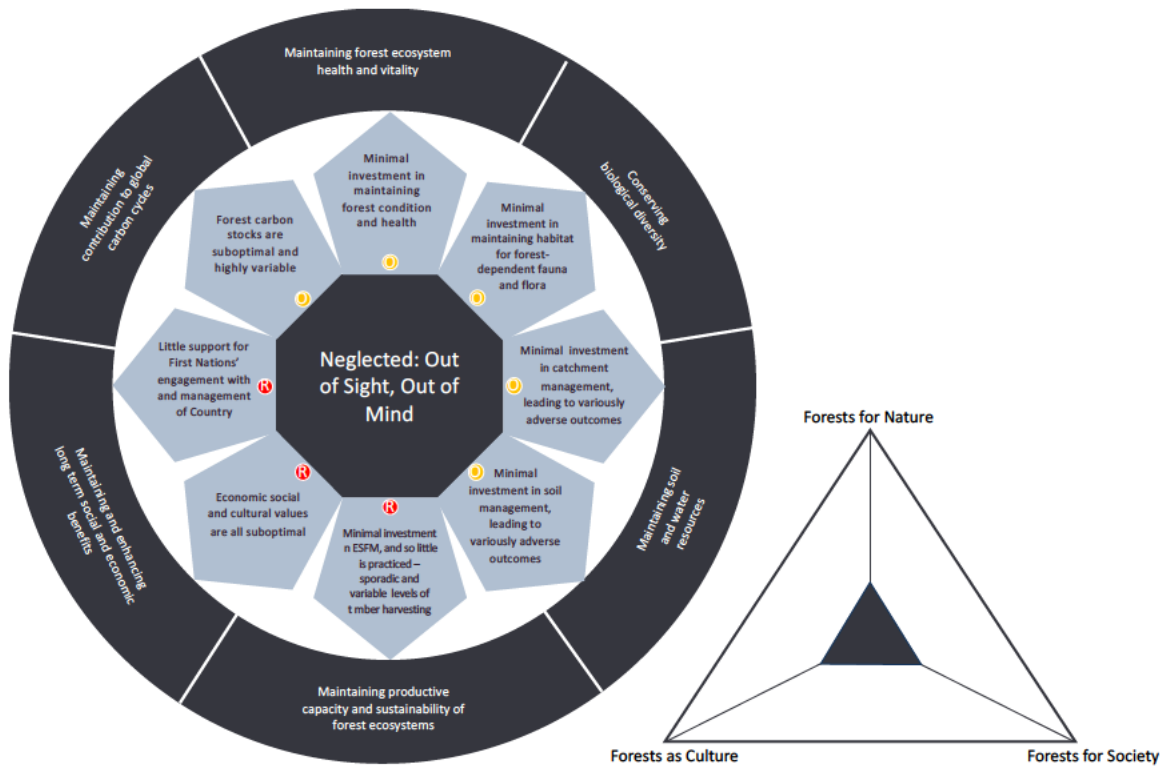 Maintaining forest ecosystem
health and vitality
Conserving
biological diversity
Maintaining soil
and water
resources
Maintaining productive
capacity and sustainability of
forest ecosystems
Maintaining and enhancing
long term social and economic
benefits
Maintaining
contribution to global
carbon cycles
Minimal
investment in
maintaining
forest condition
and health
O
Minimal
investment in
maintaining habitat
for forest-
dependent fauna
and flora
O
Minimal investment
in catchment
management,
leading to variously
adverse outcomes
O
Minimal
investment in soil
management,
leading to
variously adverse
outcomes
O
Minimal investment
n ESFM, and so little
is practiced –
sporadic and
variable levels of
t mber harvesting
R
Economic social
and cultural values
are all suboptimal
R
Little support for
First Nations’
engagement with
and management
of Country
R
Forest carbon
stocks are
suboptimal and
highly variable
O
Neglected: Out
of Sight, Out of
Mind
Forests for Nature
Forests as Culture
Forests for Society